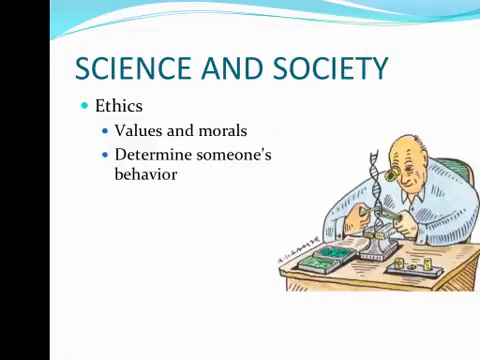 SCIENCE AND SOCIETY
Ethics
Values and morals
Determine someone's
behavior